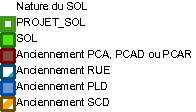 Nature du SOL
PROJET_SOL
SOL
Anciennement PCA, PCAD ou PCAR
Anciennement RUE
Anciennement PLD
Anciennement SCD